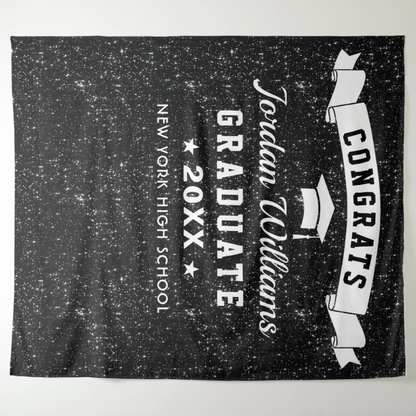 CONGRATS
Jordan Williams
GRADUATE
★ 20XX ★
NEW YORK HIGH SCHOOL